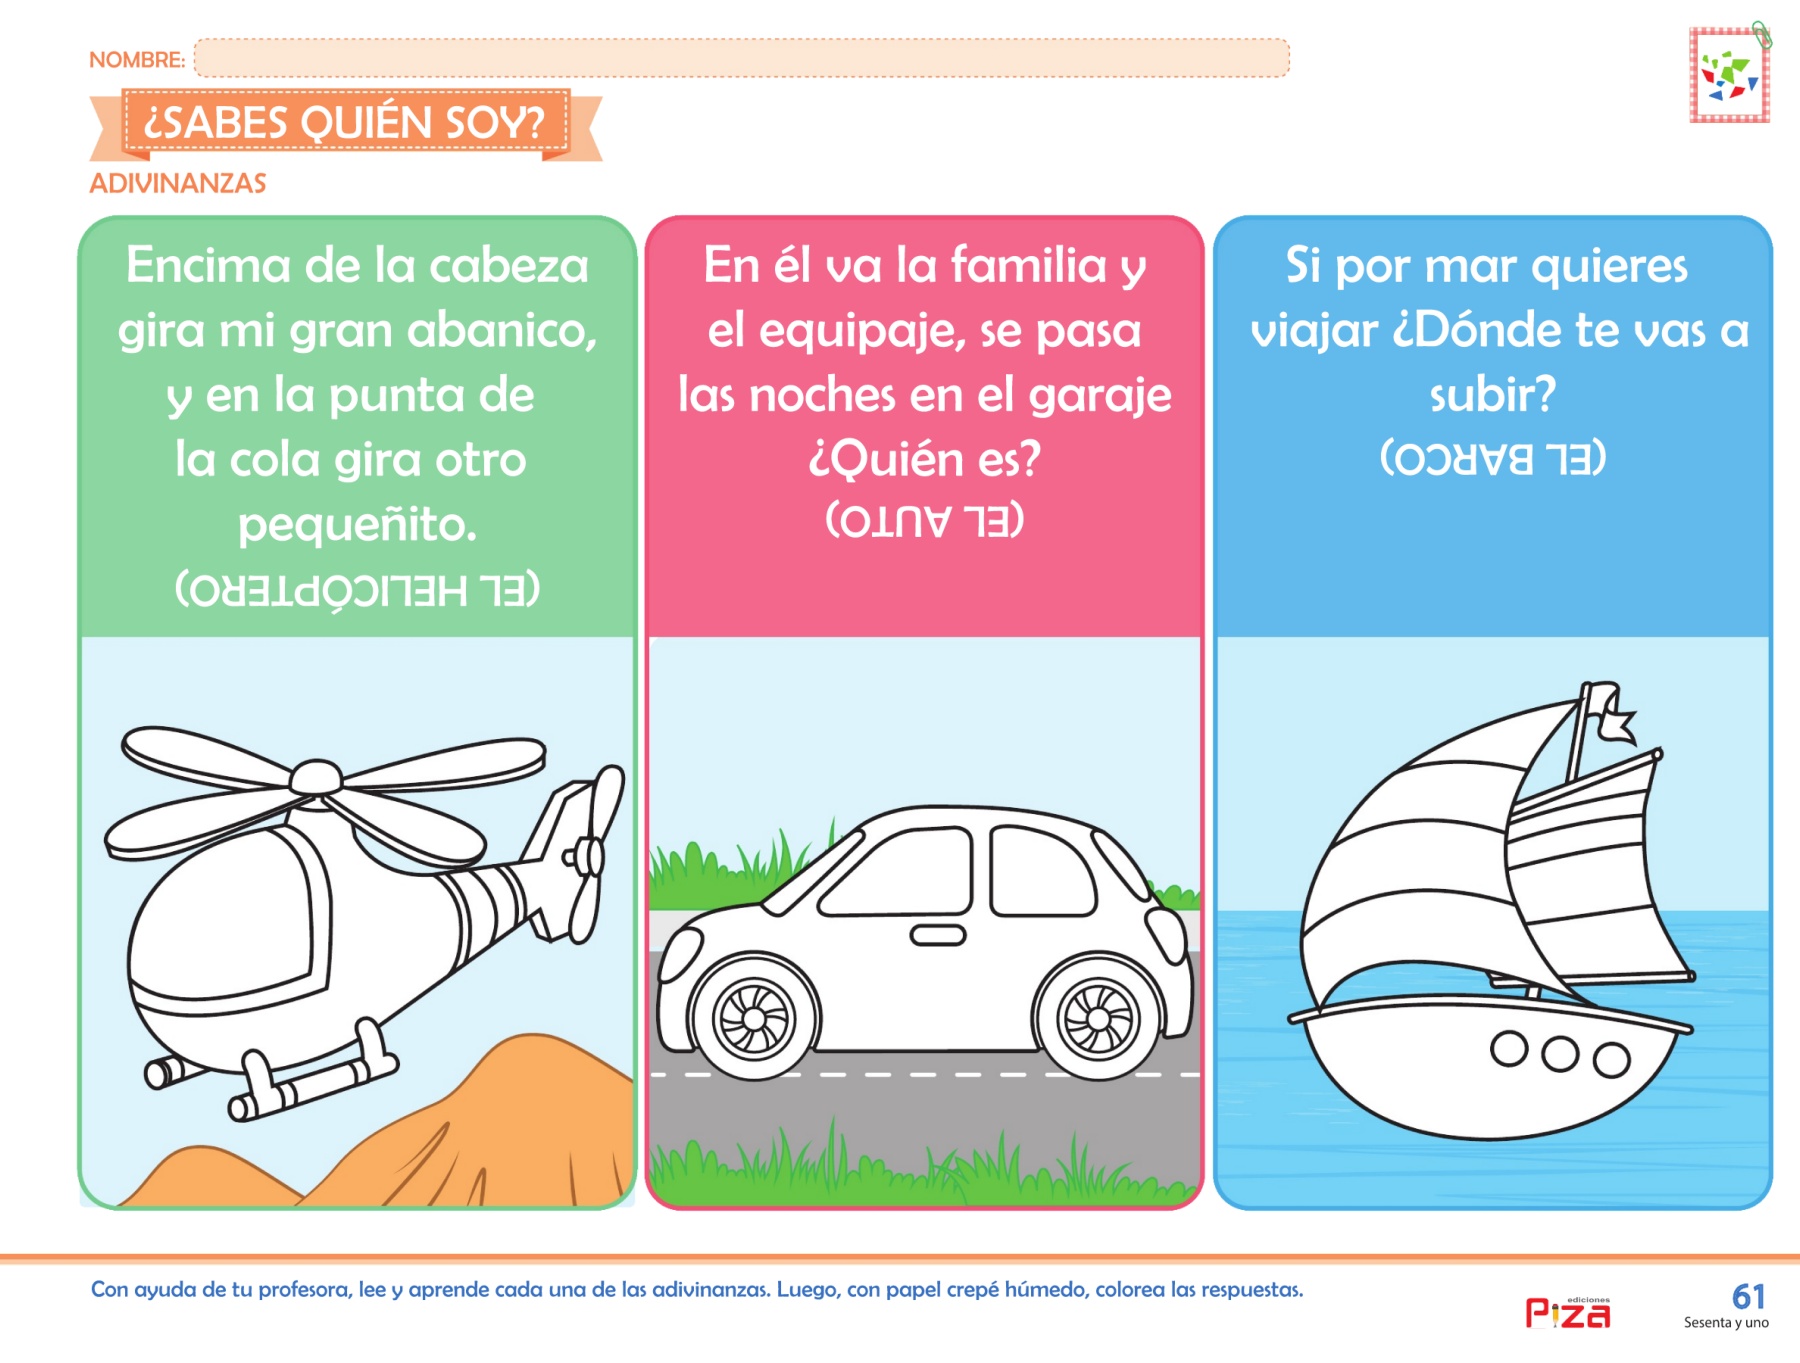 NOMBRE:
¿SABES QUIÉN SOY?
ADIVINANZAS
Encima de la cabeza
gira mi gran abanico,
y en la punta de
la cola gira otro
pequeñito.
(EL HELICÓPTERO)
En él va la familia y
el equipaje, se pasa
las noches en el garaje
¿Quién es?
(EL AUTO)
Si por mar quieres
viajar ¿Dónde te vas a
subir?
(EL BARCO)
Con ayuda de tu profesora, lee y aprende cada una de las adivinanzas. Luego, con papel crepé húmedo, colorea las respuestas.
ediciones
Piza
61
Sesenta y uno